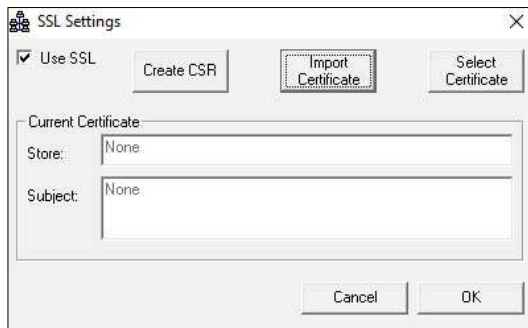 SSL Settings
Use SSL
Create CSR
Import
Certificate
Select
Certificate
Current Certificate
Store:
None
Subject:
None
Cancel
OK